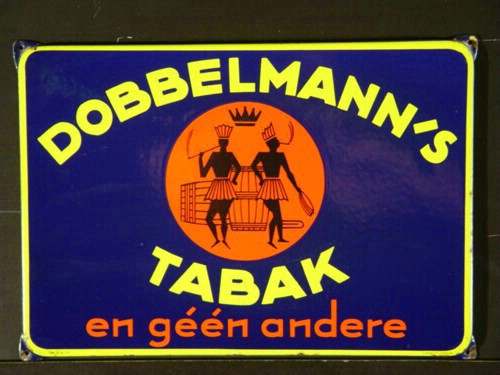 DOBBELMANN'S
TABAK
en géén andere